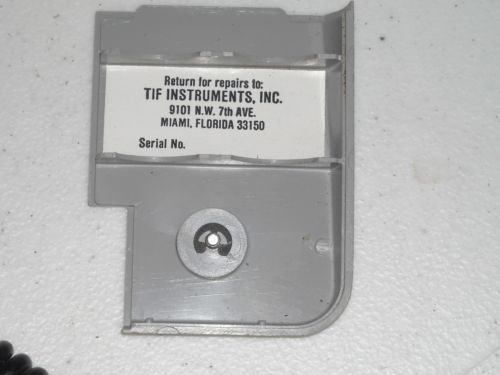 Return for repairs to:
TIF INSTRUMENTS, INC.
9101 N.W. 7th AVE.
MIAMI, FLORIDA 33150
Serial No.